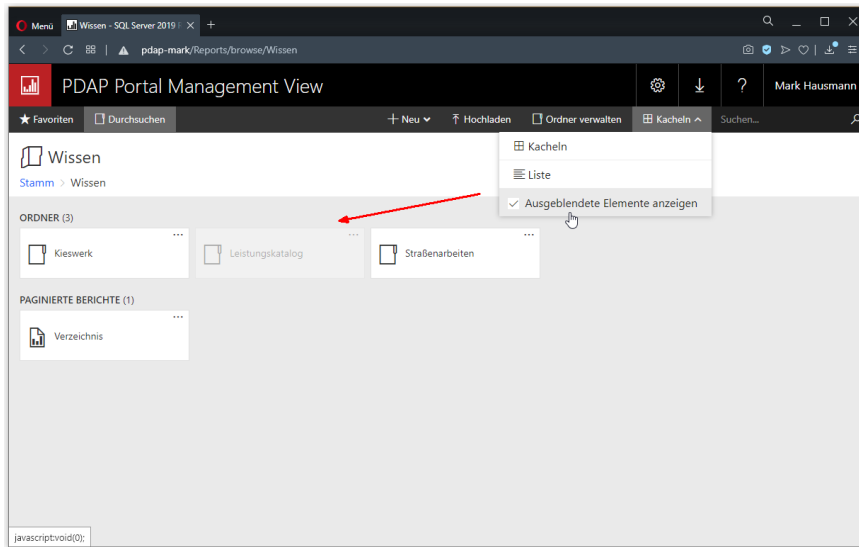 Menü
Wissen - SQL Server 2019
pdap-mark/Reports/browse/Wissen
PDAP Portal Management View
?
Mark Hausmann
Favoriten
Durchsuchen
Neu
Hochladen
Ordner verwalten
Kacheln
Suchen...
Kacheln
Wissen
Liste
Stamm > Wissen
Ausgeblendete Elemente anzeigen
ORDNER (3)
Kieswerk
Leistungskatalog
Straßenarbeiten
PAGINIERTE BERICHTE (1)
Verzeichnis
javascript:void(0);